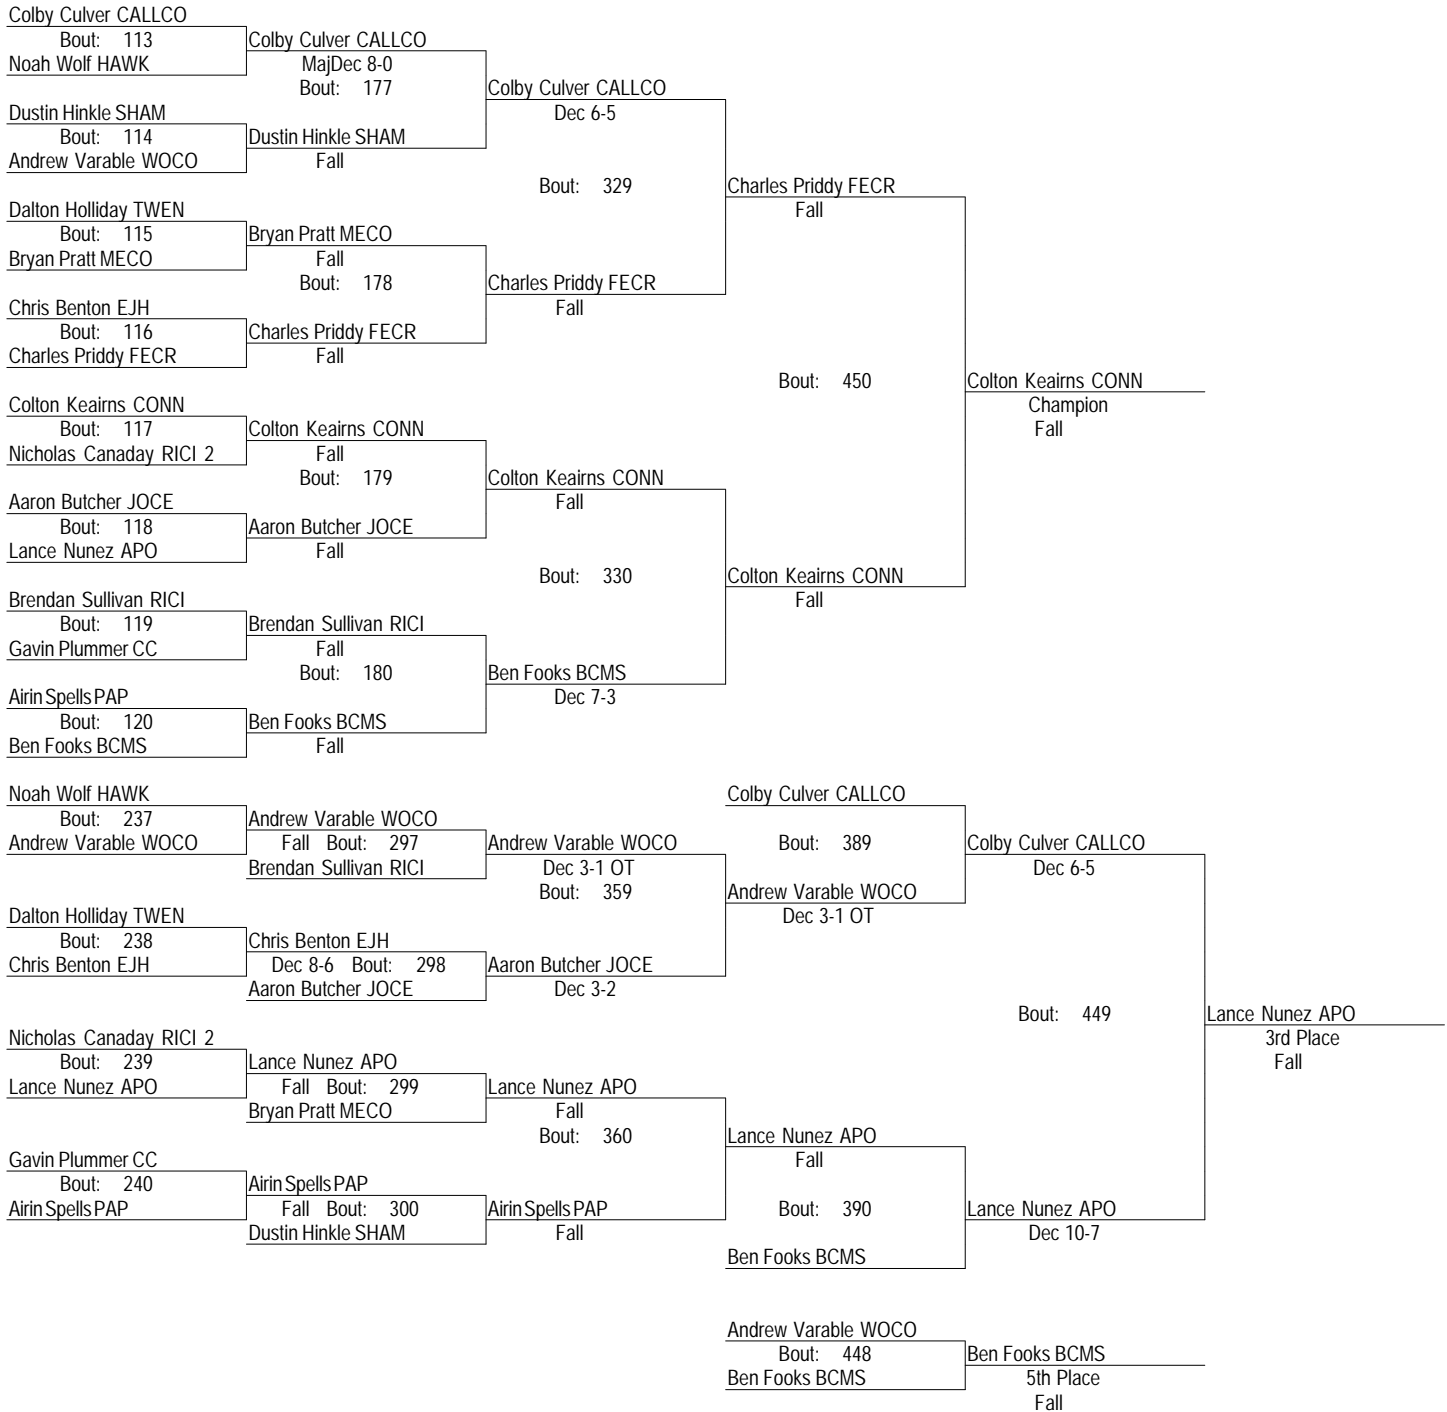 Colby Culver CALLCO
Bout: 113
Colby Culver CALLCO
Noah Wolf HAWK
MajDec 8-0
Bout: 177
Colby Culver CALLCO
Dustin Hinkle SHAM
Dec 6-5
Bout: 114
Dustin Hinkle SHAM
Andrew Varable WOCO
Fall
Bout: 329
Charles Priddy FECR
Dalton Holliday TWEN
Fall
Bout: 115
Bryan Pratt MECO
Bryan Pratt MECO
Fall
Bout: 178
Charles Priddy FECR
Chris Benton EJH
Fall
Bout: 116
Charles Priddy FECR
Charles Priddy FECR
Fall
Bout: 450
Colton Keairns CONN
Colton Keairns CONN
Champion
Bout: 117
Colton Keairns CONN
Fall
Nicholas Canaday RICI 2
Fall
Bout: 179
Colton Keairns CONN
Aaron Butcher JOCE
Fall
Bout: 118
Aaron Butcher JOCE
Lance Nunez APO
Fall
Bout: 330
Colton Keairns CONN
Brendan Sullivan RICI
Fall
Bout: 119
Brendan Sullivan RICI
Gavin Plummer CC
Fall
Bout: 180
Ben Fooks BCMS
Airin Spells PAP
Dec 7-3
Bout: 120
Ben Fooks BCMS
Ben Fooks BCMS
Fall
Noah Wolf HAWK
Colby Culver CALLCO
Bout: 237
Andrew Varable WOCO
Andrew Varable WOCO
Fall Bout: 297
Andrew Varable WOCO
Bout: 389
Colby Culver CALLCO
Brendan Sullivan RICI
Dec 3-1 OT
Dec 6-5
Bout: 359
Andrew Varable WOCO
Dalton Holliday TWEN
Dec 3-1 OT
Bout: 238
Chris Benton EJH
Chris Benton EJH
Dec 8-6 Bout: 298
Aaron Butcher JOCE
Aaron Butcher JOCE
Dec 3-2
Bout: 449
Lance Nunez APO
Nicholas Canaday RICI 2
3rd Place
Bout: 239
Lance Nunez APO
Fall
Lance Nunez APO
Fall Bout: 299
Lance Nunez APO
Bryan Pratt MECO
Fall
Bout: 360
Lance Nunez APO
Gavin Plummer CC
Fall
Bout: 240
Airin Spells PAP
Airin Spells PAP
Fall Bout: 300
Airin Spells PAP
Bout: 390
Lance Nunez APO
Dustin Hinkle SHAM
Fall
Dec 10-7
Ben Fooks BCMS
Andrew Varable WOCO
Bout: 448
Ben Fooks BCMS
Ben Fooks BCMS
5th Place
Fall